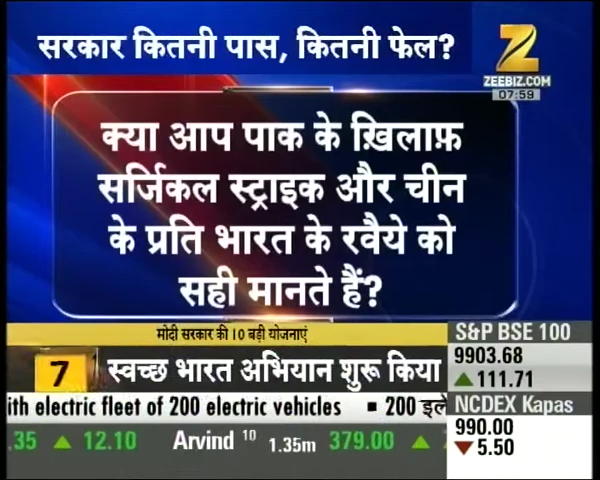 सरकार कितनी पास, कितनी फेल?
ZEEBIZ.COM
07:59
क्या आप पाक के ख़िलाफ़
सर्जिकल स्ट्राइक और चीन
के प्रति भारत के रवैये को
सही मानते हैं?
मोदी सरकार की 10 बड़ी योजनाएं
7 स्वच्छ भारत अभियान शुरू किया
S&P BSE 100
9903.68
▲ 111.71
ith electric fleet of 200 electric vehicles ▪ 200 इले
NCDEX Kapas
990.00
▼ 5.50
.35 ▲ 12.10 Arvind 10 1.35m 379.00 ▲